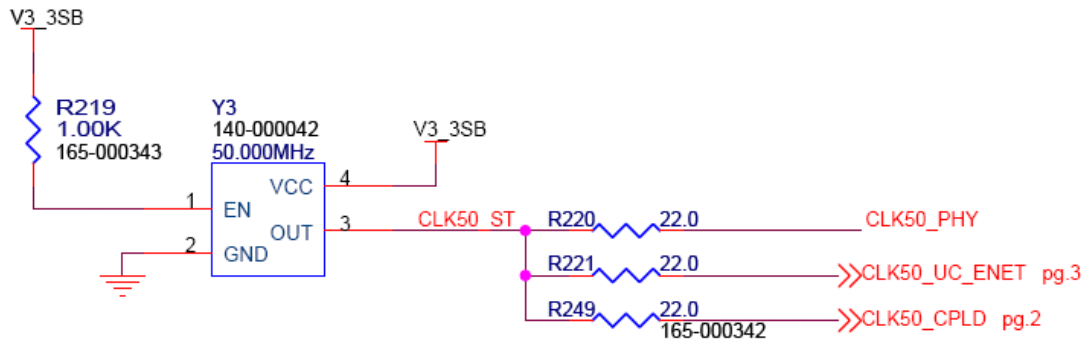 V3_3SB
R219
1.00K
165-000343
Y3
140-000042
50.000MHz
V3_3SB
1 EN
VCC 4
OUT 3
2 GND
CLK50_ST
R220 22.0 CLK50_PHY
R221 22.0 CLK50_UC_ENET pg.3
R249 22.0 CLK50_CPLD pg.2
165-000342